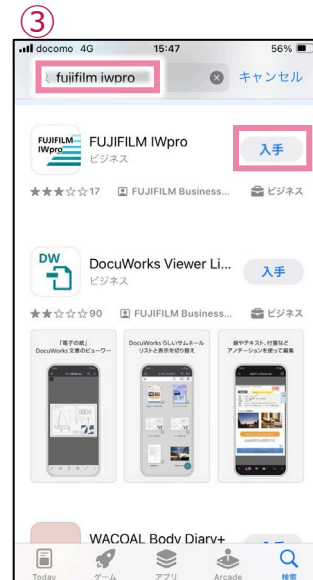 ③
docomo 4G 15:47 56%
fujifilm iwpro キャンセル
FUJIFILM
IWpro
FUJIFILM IWpro
ビジネス
入手
★★★☆☆17 FUJIFILM Business... ビジネス
DW
DocuWorks Viewer Li...
ビジネス
入手
★★☆☆☆90 FUJIFILM Business... ビジネス
「電子の紙」
DocuWorks 文書のビューワー
DocuWorks らしいサムネール
リストと表示を切り替え
線やテキスト、付箋など
アノテーションを使って編集
WACOAL Body Diary+
Today ゲーム アプリ Arcade 検索